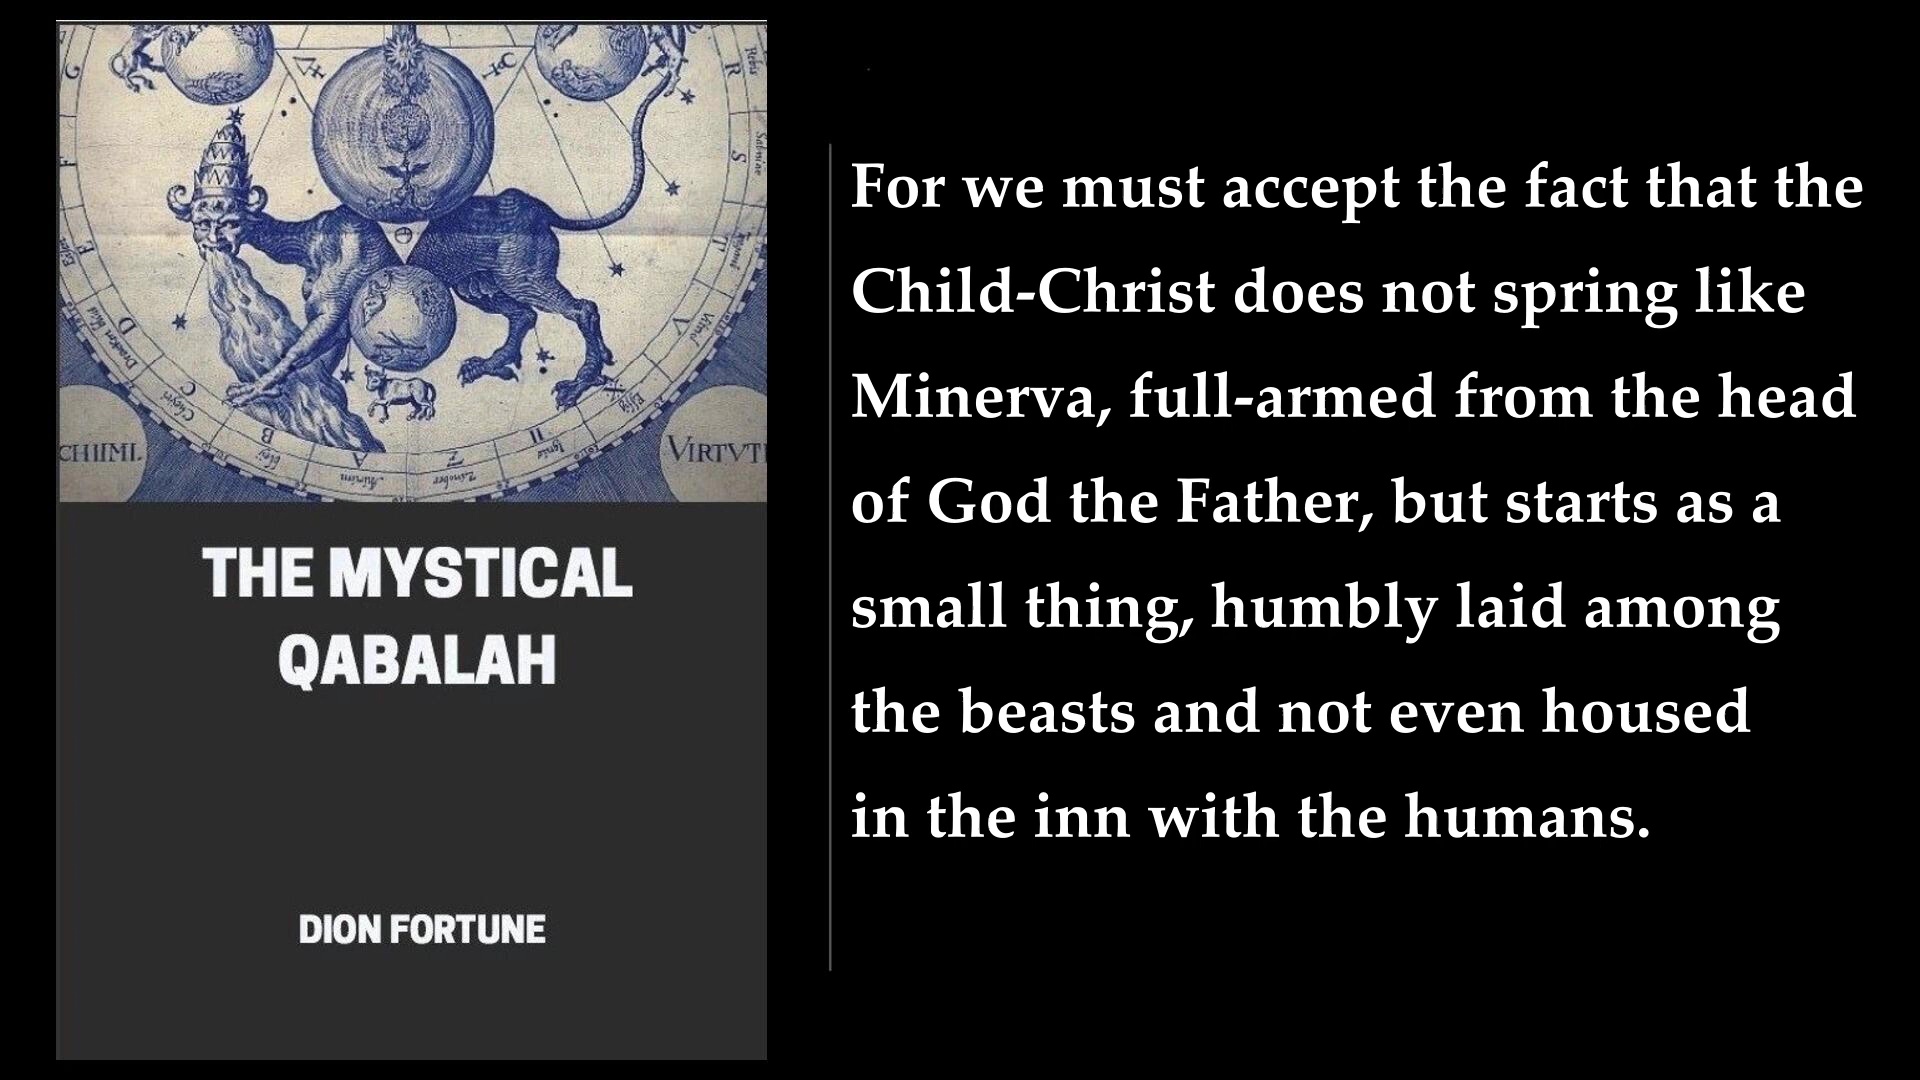 CHIIMI.
VIRTVT
THE MYSTICAL
QABALAH
DION FORTUNE
For we must accept the fact that the
Child-Christ does not spring like
Minerva, full-armed from the head
of God the Father, but starts as a
small thing, humbly laid among
the beasts and not even housed
in the inn with the humans.